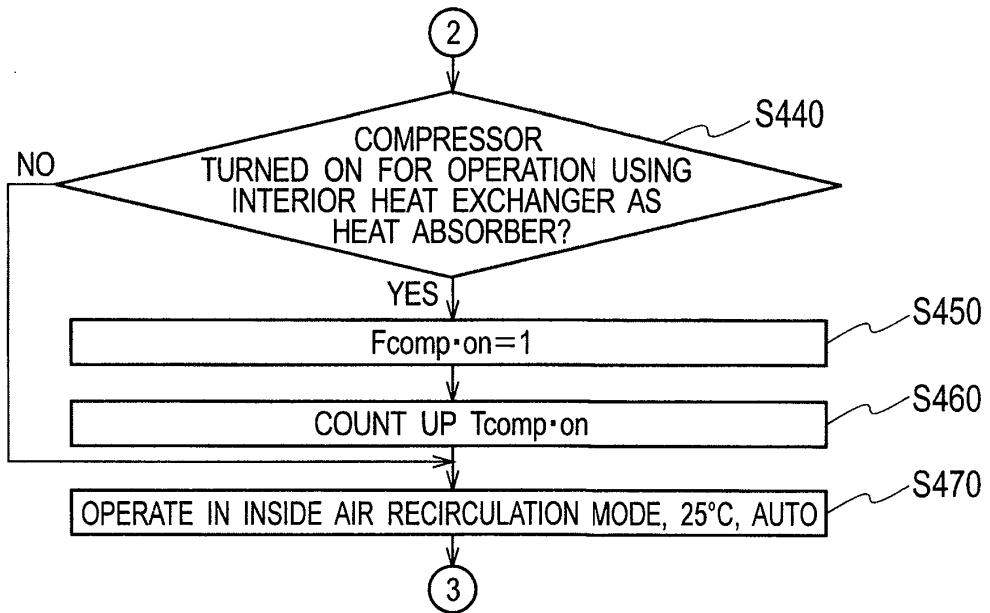 2
S440
COMPRESSOR
TURNED ON FOR OPERATION USING
INTERIOR HEAT EXCHANGER AS
HEAT ABSORBER?
NO
YES
S450
Fcomp·on=1
S460
COUNT UP Tcomp·on
S470
OPERATE IN INSIDE AIR RECIRCULATION MODE, 25°C, AUTO
3